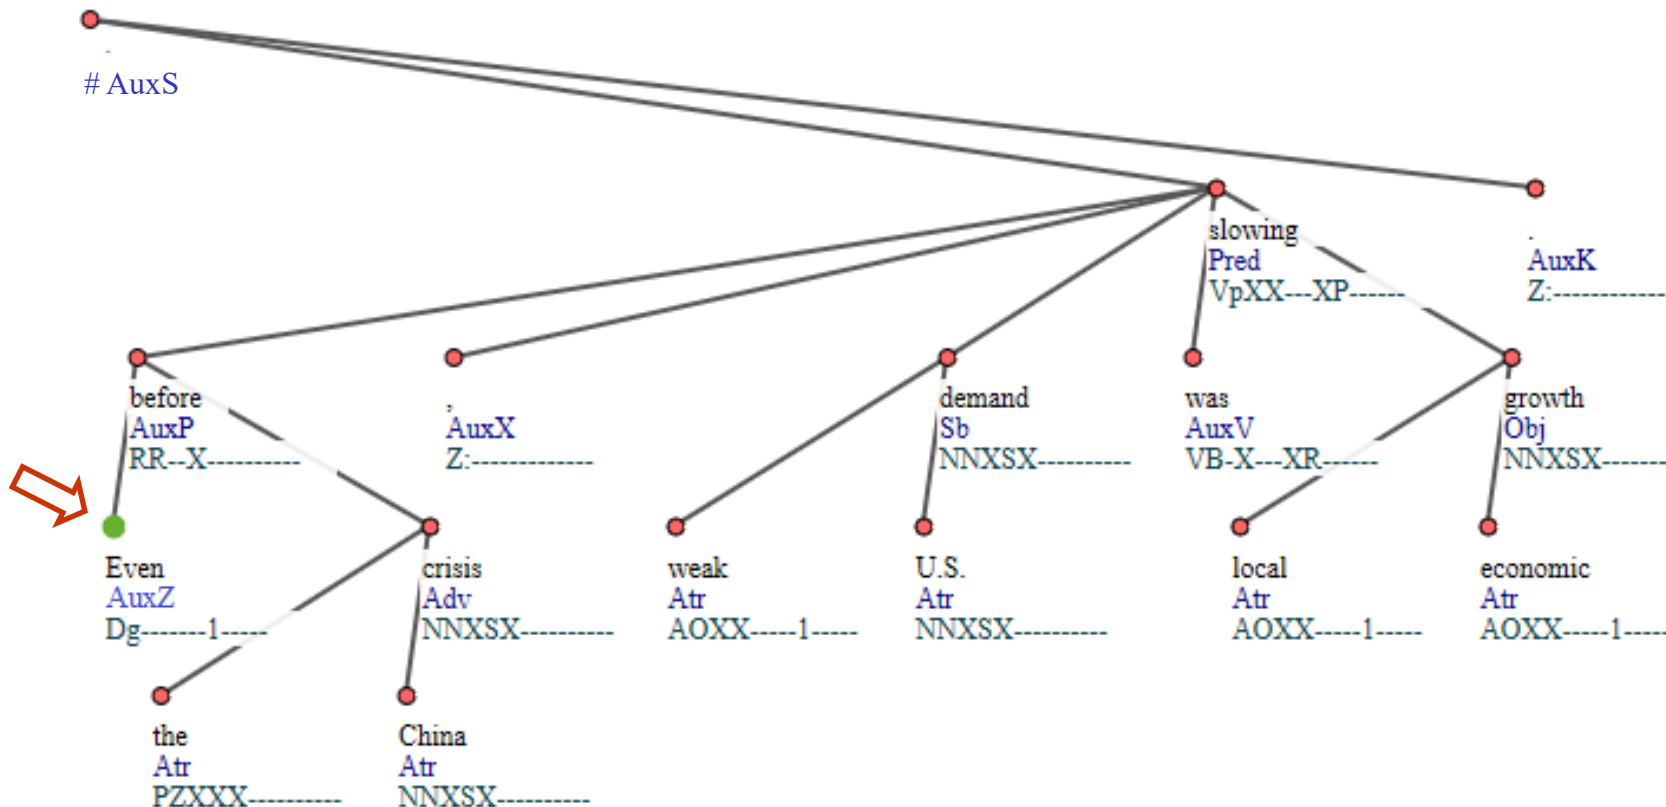 # AuxS
slowing
Pred
VpXX---XP------
.
AuxK
Z:-------------
before
AuxP
RR--X----------
,
AuxX
Z:-------------
demand
Sb
NNXSX----------
was
AuxV
VB-X---XR------
growth
Obj
NNXSX-------
Even
AuxZ
Dg-------1-----
crisis
Adv
NNXSX----------
weak
Atr
AOXX-----1-----
U.S.
Atr
NNXSX----------
local
Atr
AOXX-----1-----
economic
Atr
AOXX-----1-----
the
Atr
PZXXX----------
China
Atr
NNXSX----------